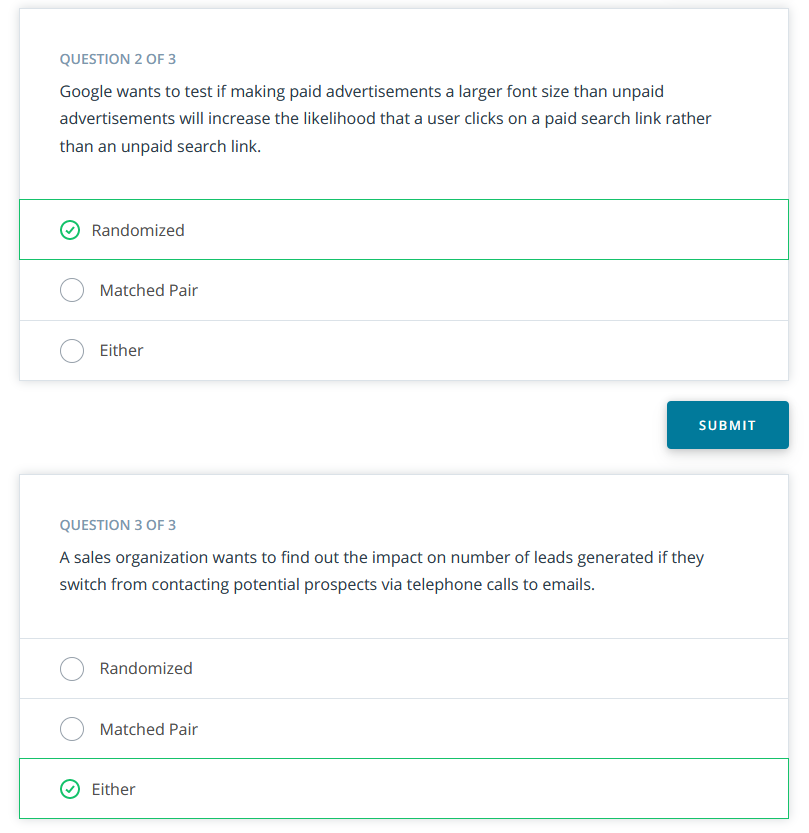 QUESTION 2 OF 3
Google wants to test if making paid advertisements a larger font size than unpaid
advertisements will increase the likelihood that a user clicks on a paid search link rather
than an unpaid search link.
Randomized
Matched Pair
Either
SUBMIT
QUESTION 3 OF 3
A sales organization wants to find out the impact on number of leads generated if they
switch from contacting potential prospects via telephone calls to emails.
Randomized
Matched Pair
Either